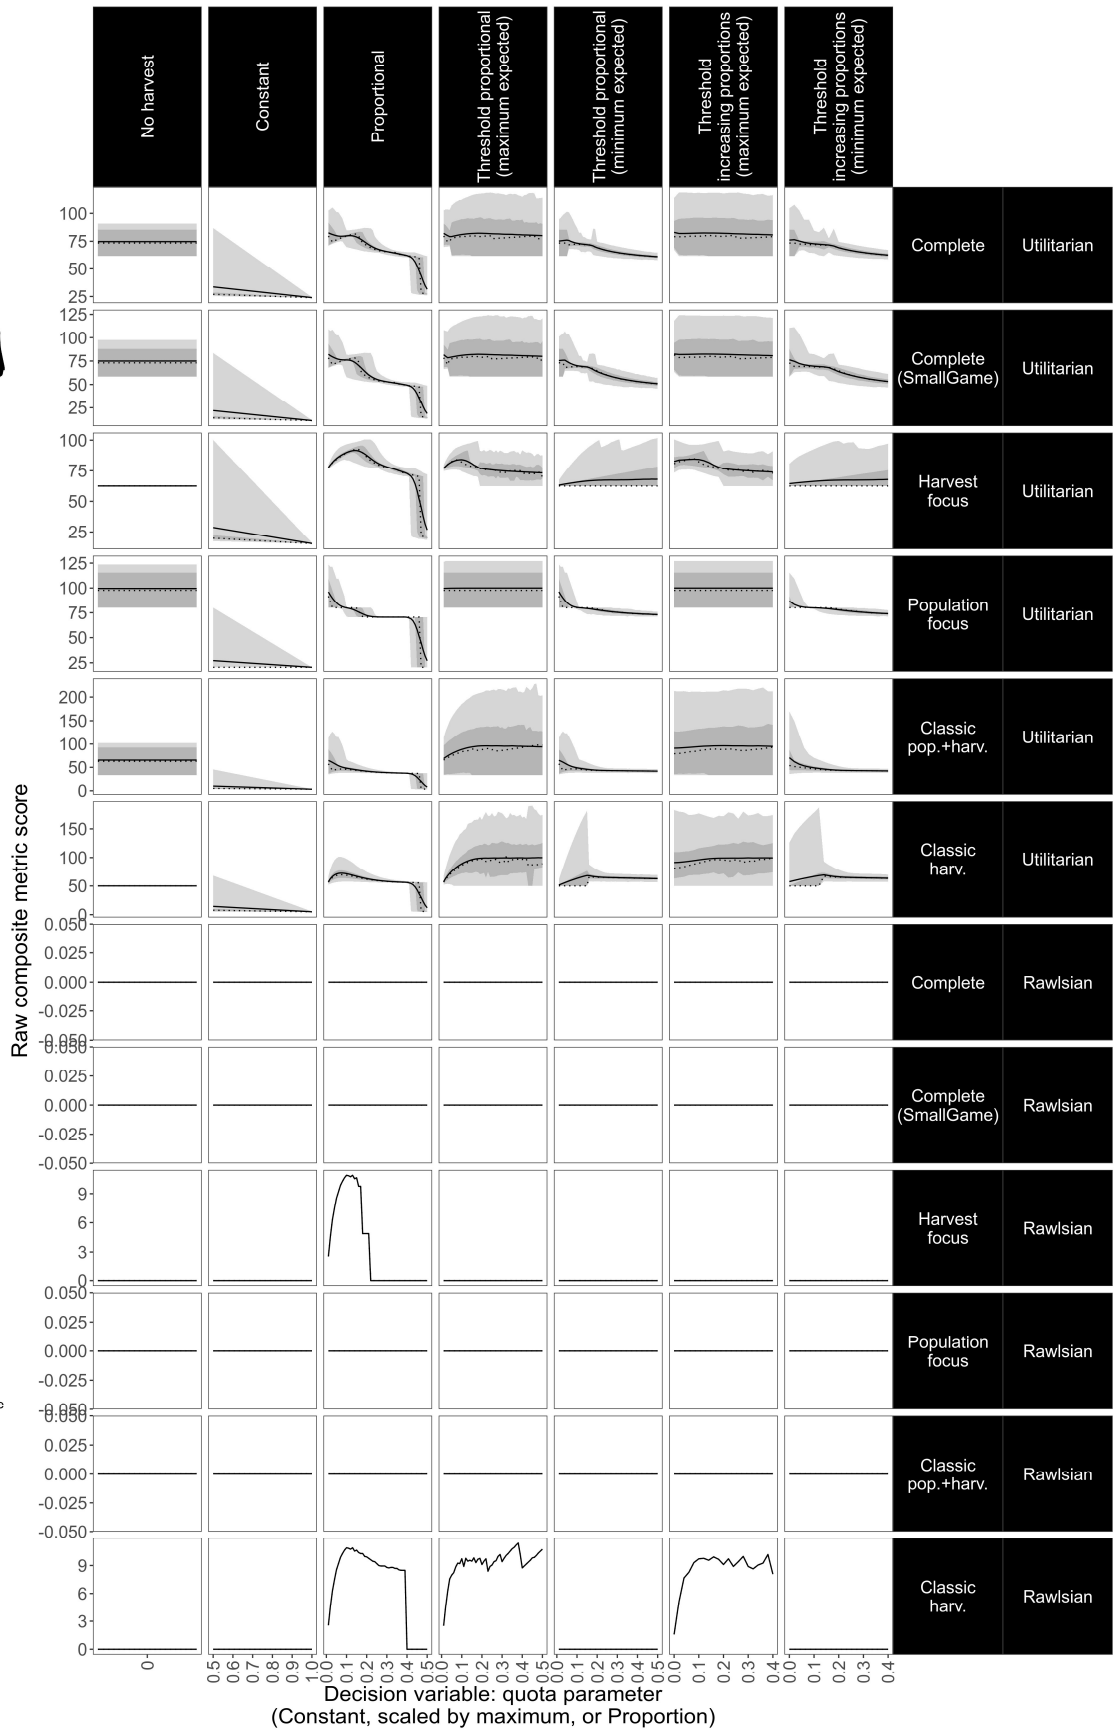 No harvest
Constant
Proportional
Threshold proportional
(maximum expected)
Threshold proportional
(minimum expected)
Threshold
increasing proportions
(maximum expected)
Threshold
increasing proportions
(minimum expected)
100
75
50
25
Complete
Utilitarian
125
100
75
50
25
Complete
(SmallGame)
Utilitarian
100
75
50
25
Harvest
focus
Utilitarian
125
100
75
50
25
Population
focus
Utilitarian
200
150
100
50
0
Classic
pop.+harv.
Utilitarian
150
100
50
0
Classic
harv.
Utilitarian
0.050
0.025
0.000
-0.025
-0.050
Complete
Rawlsian
0.050
0.025
0.000
-0.025
-0.050
Complete
(SmallGame)
Rawlsian
9
6
3
0
Harvest
focus
Rawlsian
0.050
0.025
0.000
-0.025
-0.050
Population
focus
Rawlsian
0.050
0.025
0.000
-0.025
-0.050
Classic
pop.+harv.
Rawlsian
9
6
3
0
Classic
harv.
Rawlsian
Raw composite metric score
0
0.5 0.6 0.7 0.8 0.9 1.0
0.0 0.1 0.2 0.3 0.4 0.5
0.0 0.1 0.2 0.3 0.4 0.5
0.0 0.1 0.2 0.3 0.4 0.5
0.0 0.1 0.2 0.3 0.4
0.0 0.1 0.2 0.3 0.4
Decision variable: quota parameter
(Constant, scaled by maximum, or Proportion)